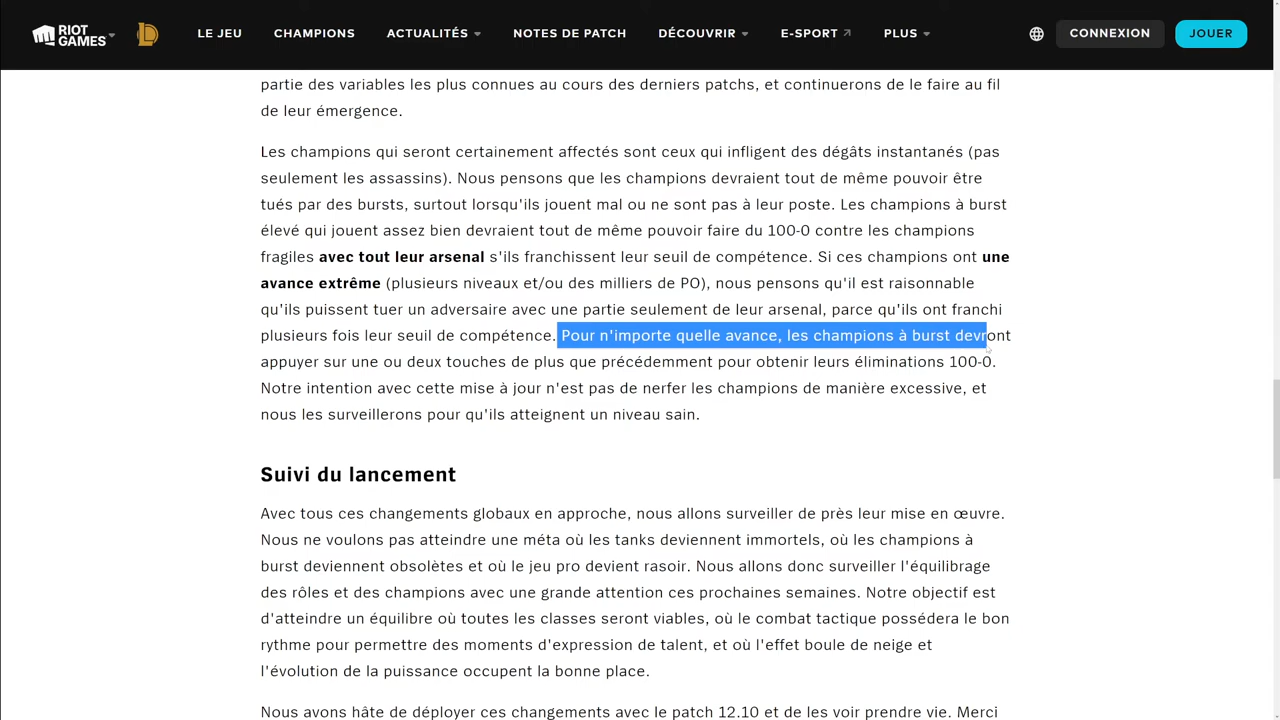 RIOT
GAMES
LE JEU
CHAMPIONS
ACTUALITÉS
NOTES DE PATCH
DÉCOUVRIR
E-SPORT
PLUS
CONNEXION
JOUER
partie des variables les plus connues au cours des derniers patchs, et continuerons de le faire au fil
de leur émergence.
Les champions qui seront certainement affectés sont ceux qui infligent des dégâts instantanés (pas
seulement les assassins). Nous pensons que les champions devraient tout de même pouvoir être
tués par des bursts, surtout lorsqu'ils jouent mal ou ne sont pas à leur poste. Les champions à burst
élevé qui jouent assez bien devraient tout de même pouvoir faire du 100-0 contre les champions
fragiles avec tout leur arsenal s'ils franchissent leur seuil de compétence. Si ces champions ont une
avance extrême (plusieurs niveaux et/ou des milliers de PO), nous pensons qu'il est raisonnable
qu'ils puissent tuer un adversaire avec une partie seulement de leur arsenal, parce qu'ils ont franchi
plusieurs fois leur seuil de compétence. Pour n'importe quelle avance, les champions à burst devront
appuyer sur une ou deux touches de plus que précédemment pour obtenir leurs éliminations 100-0.
Notre intention avec cette mise à jour n'est pas de nerfer les champions de manière excessive, et
nous les surveillerons pour qu'ils atteignent un niveau sain.
Suivi du lancement
Avec tous ces changements globaux en approche, nous allons surveiller de près leur mise en œuvre.
Nous ne voulons pas atteindre une méta où les tanks deviennent immortels, où les champions à
burst deviennent obsolètes et où le jeu pro devient rasoir. Nous allons donc surveiller l'équilibrage
des rôles et des champions avec une grande attention ces prochaines semaines. Notre objectif est
d'atteindre un équilibre où toutes les classes seront viables, où le combat tactique possédera le bon
rythme pour permettre des moments d'expression de talent, et où l'effet boule de neige et
l'évolution de la puissance occupent la bonne place.
Nous avons hâte de déployer ces changements avec le patch 12.10 et de les voir prendre vie. Merci